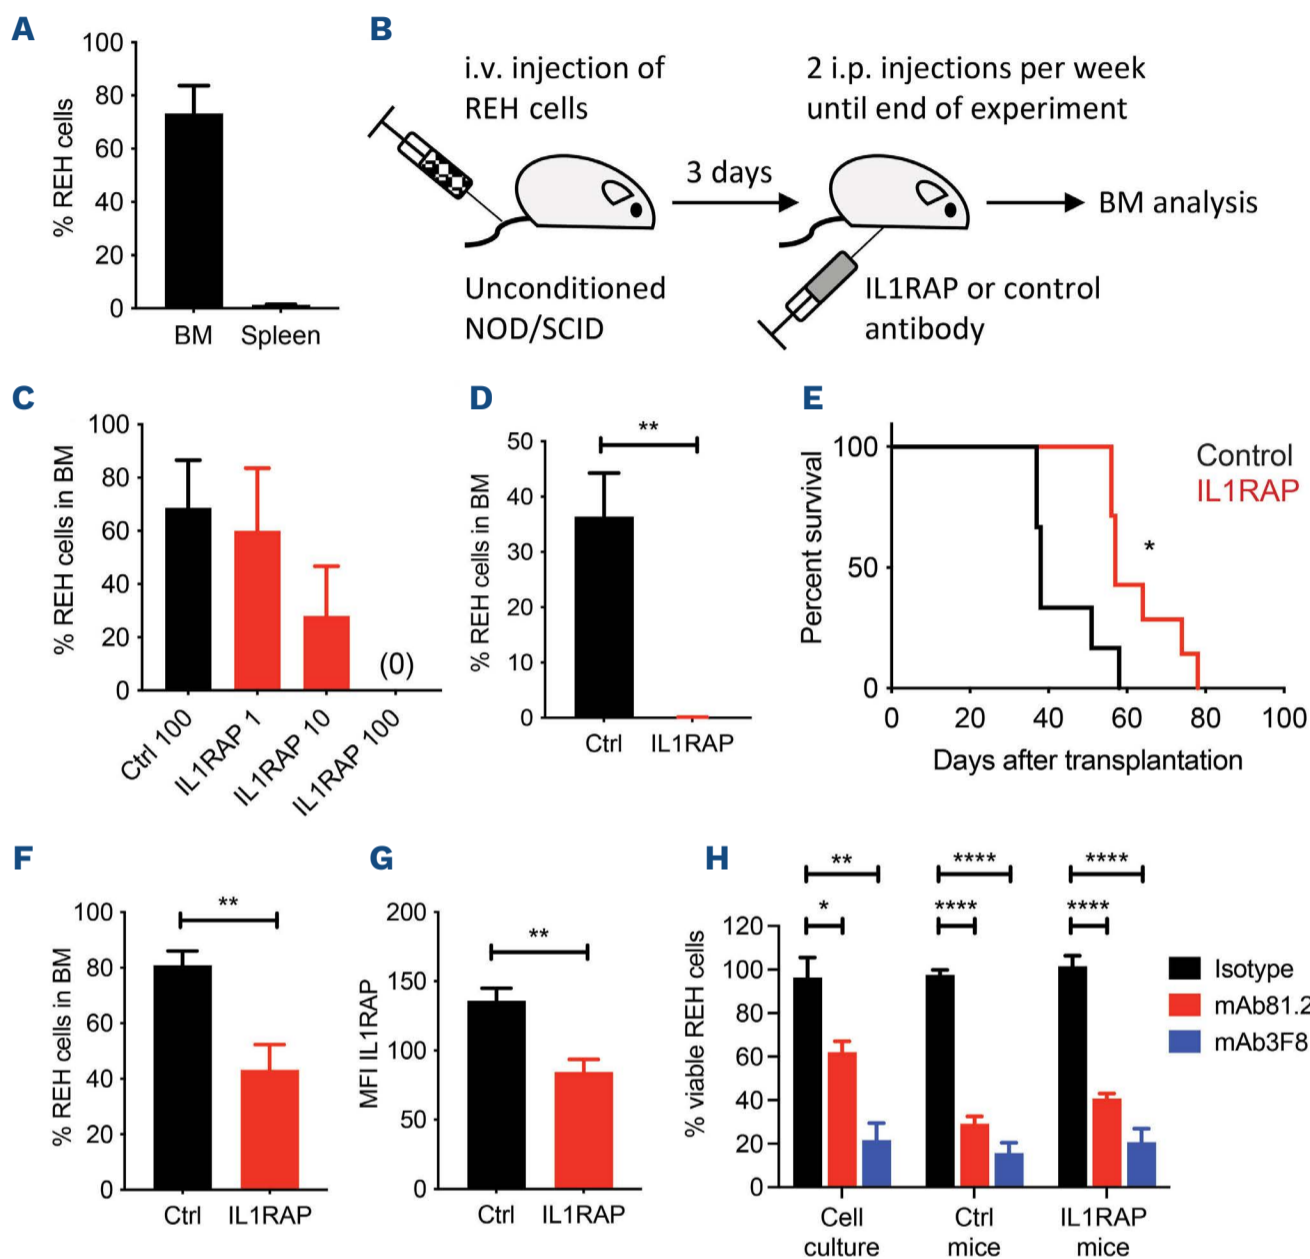 A
100
80
60
40
20
0
% REH cells
BM
Spleen
B
i.v. injection of
REH cells
2 i.p. injections per week
until end of experiment
3 days
BM analysis
Unconditioned
NOD/SCID
IL1RAP or control
antibody
C
100
80
60
40
20
0
% REH cells in BM
(0)
Ctrl 100
IL1RAP 1
IL1RAP 10
IL1RAP 100
D
50
40
30
20
10
0
% REH cells in BM
**
Ctrl
IL1RAP
E
100
50
0
Percent survival
Control
IL1RAP
*
0
20
40
60
80
100
Days after transplantation
F
100
80
60
40
20
0
% REH cells in BM
**
Ctrl
IL1RAP
G
200
150
100
50
0
MFI IL1RAP
**
Ctrl
IL1RAP
H
** **** ****
* **** ****
120
100
80
60
40
20
0
% viable REH cells
Isotype
mAb81.2
mAb3F8
Cell
culture
Ctrl
mice
IL1RAP
mice